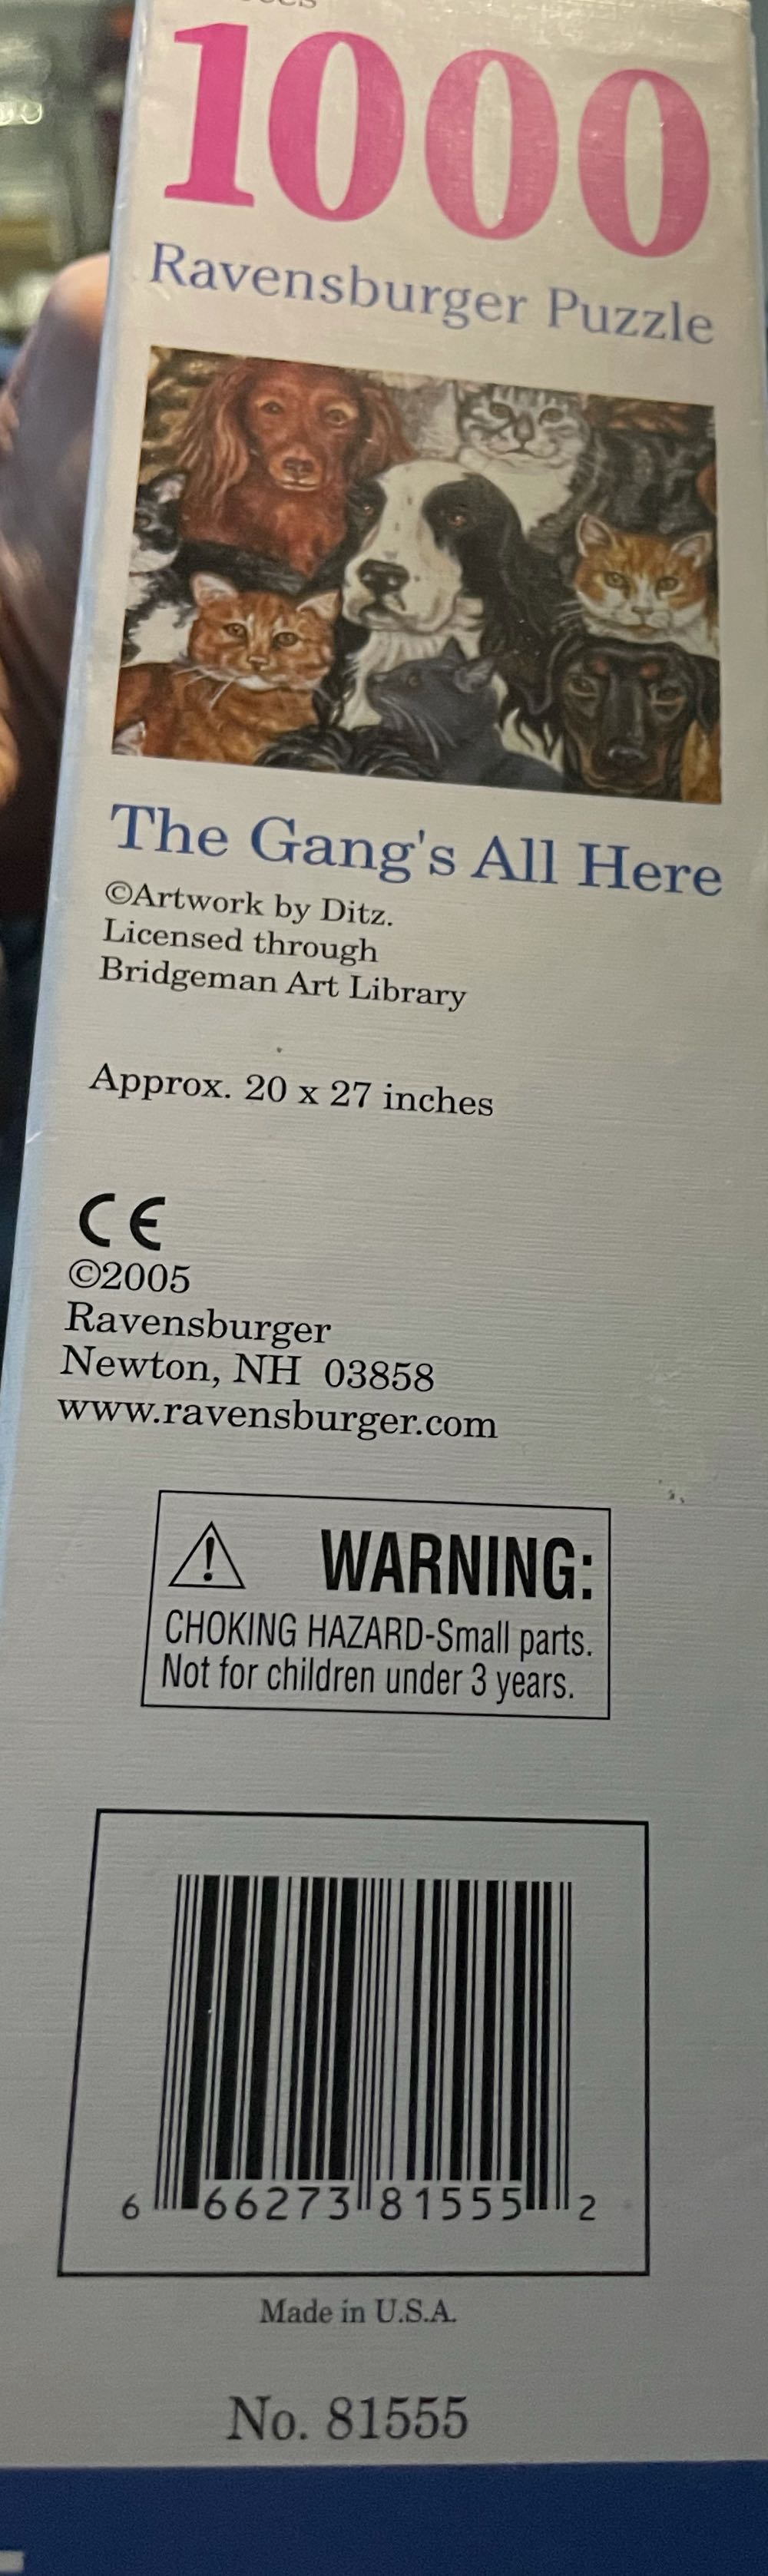 1000
Ravensburger Puzzle
The Gang's All Here
©Artwork by Ditz.
Licensed through
Bridgeman Art Library
Approx. 20 x 27 inches
CE
©2005
Ravensburger
Newton, NH 03858
www.ravensburger.com
WARNING:
CHOKING HAZARD-Small parts.
Not for children under 3 years.
6 66273 81555 2
Made in U.S.A.
No. 81555